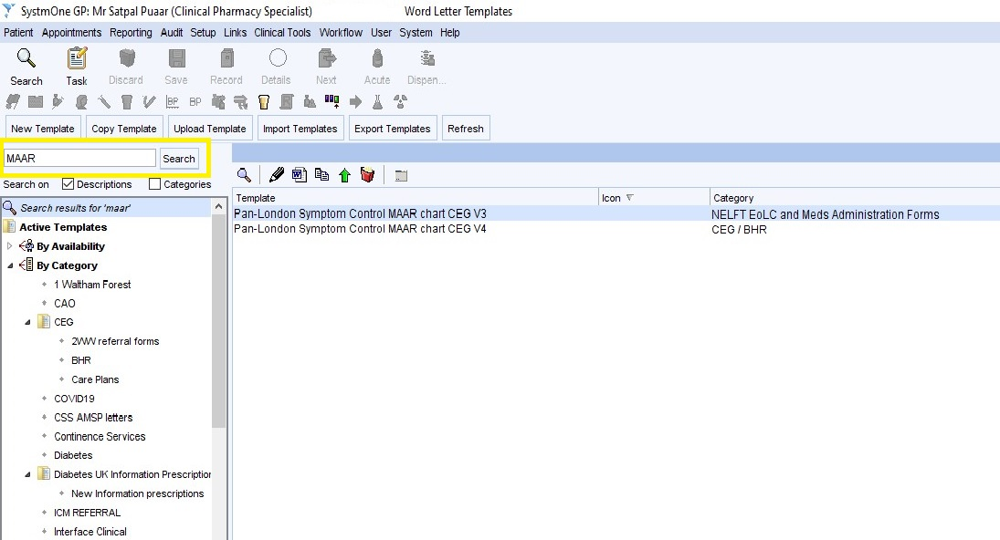 SystmOne GP: Mr Satpal Puaar (Clinical Pharmacy Specialist) Word Letter Templates
Patient Appointments Reporting Audit Setup Links Clinical Tools Workflow User System Help
Search Task Discard Save Record Details Next Acute Dispen...
BP BP
New Template Copy Template Upload Template Import Templates Export Templates Refresh
MAAR Search
Search on Descriptions Categories
Search results for 'maar'
Active Templates
By Availability
By Category
1 Waltham Forest
CAO
CEG
2WW referral forms
BHR
Care Plans
COVID19
CSS AMSP letters
Continence Services
Diabetes
Diabetes UK Information Prescription
New Information prescriptions
ICM REFERRAL
Interface Clinical
Template Icon Category
Pan-London Symptom Control MAAR chart CEG V3 NELFT EoLC and Meds Administration Forms
Pan-London Symptom Control MAAR chart CEG V4 CEG / BHR